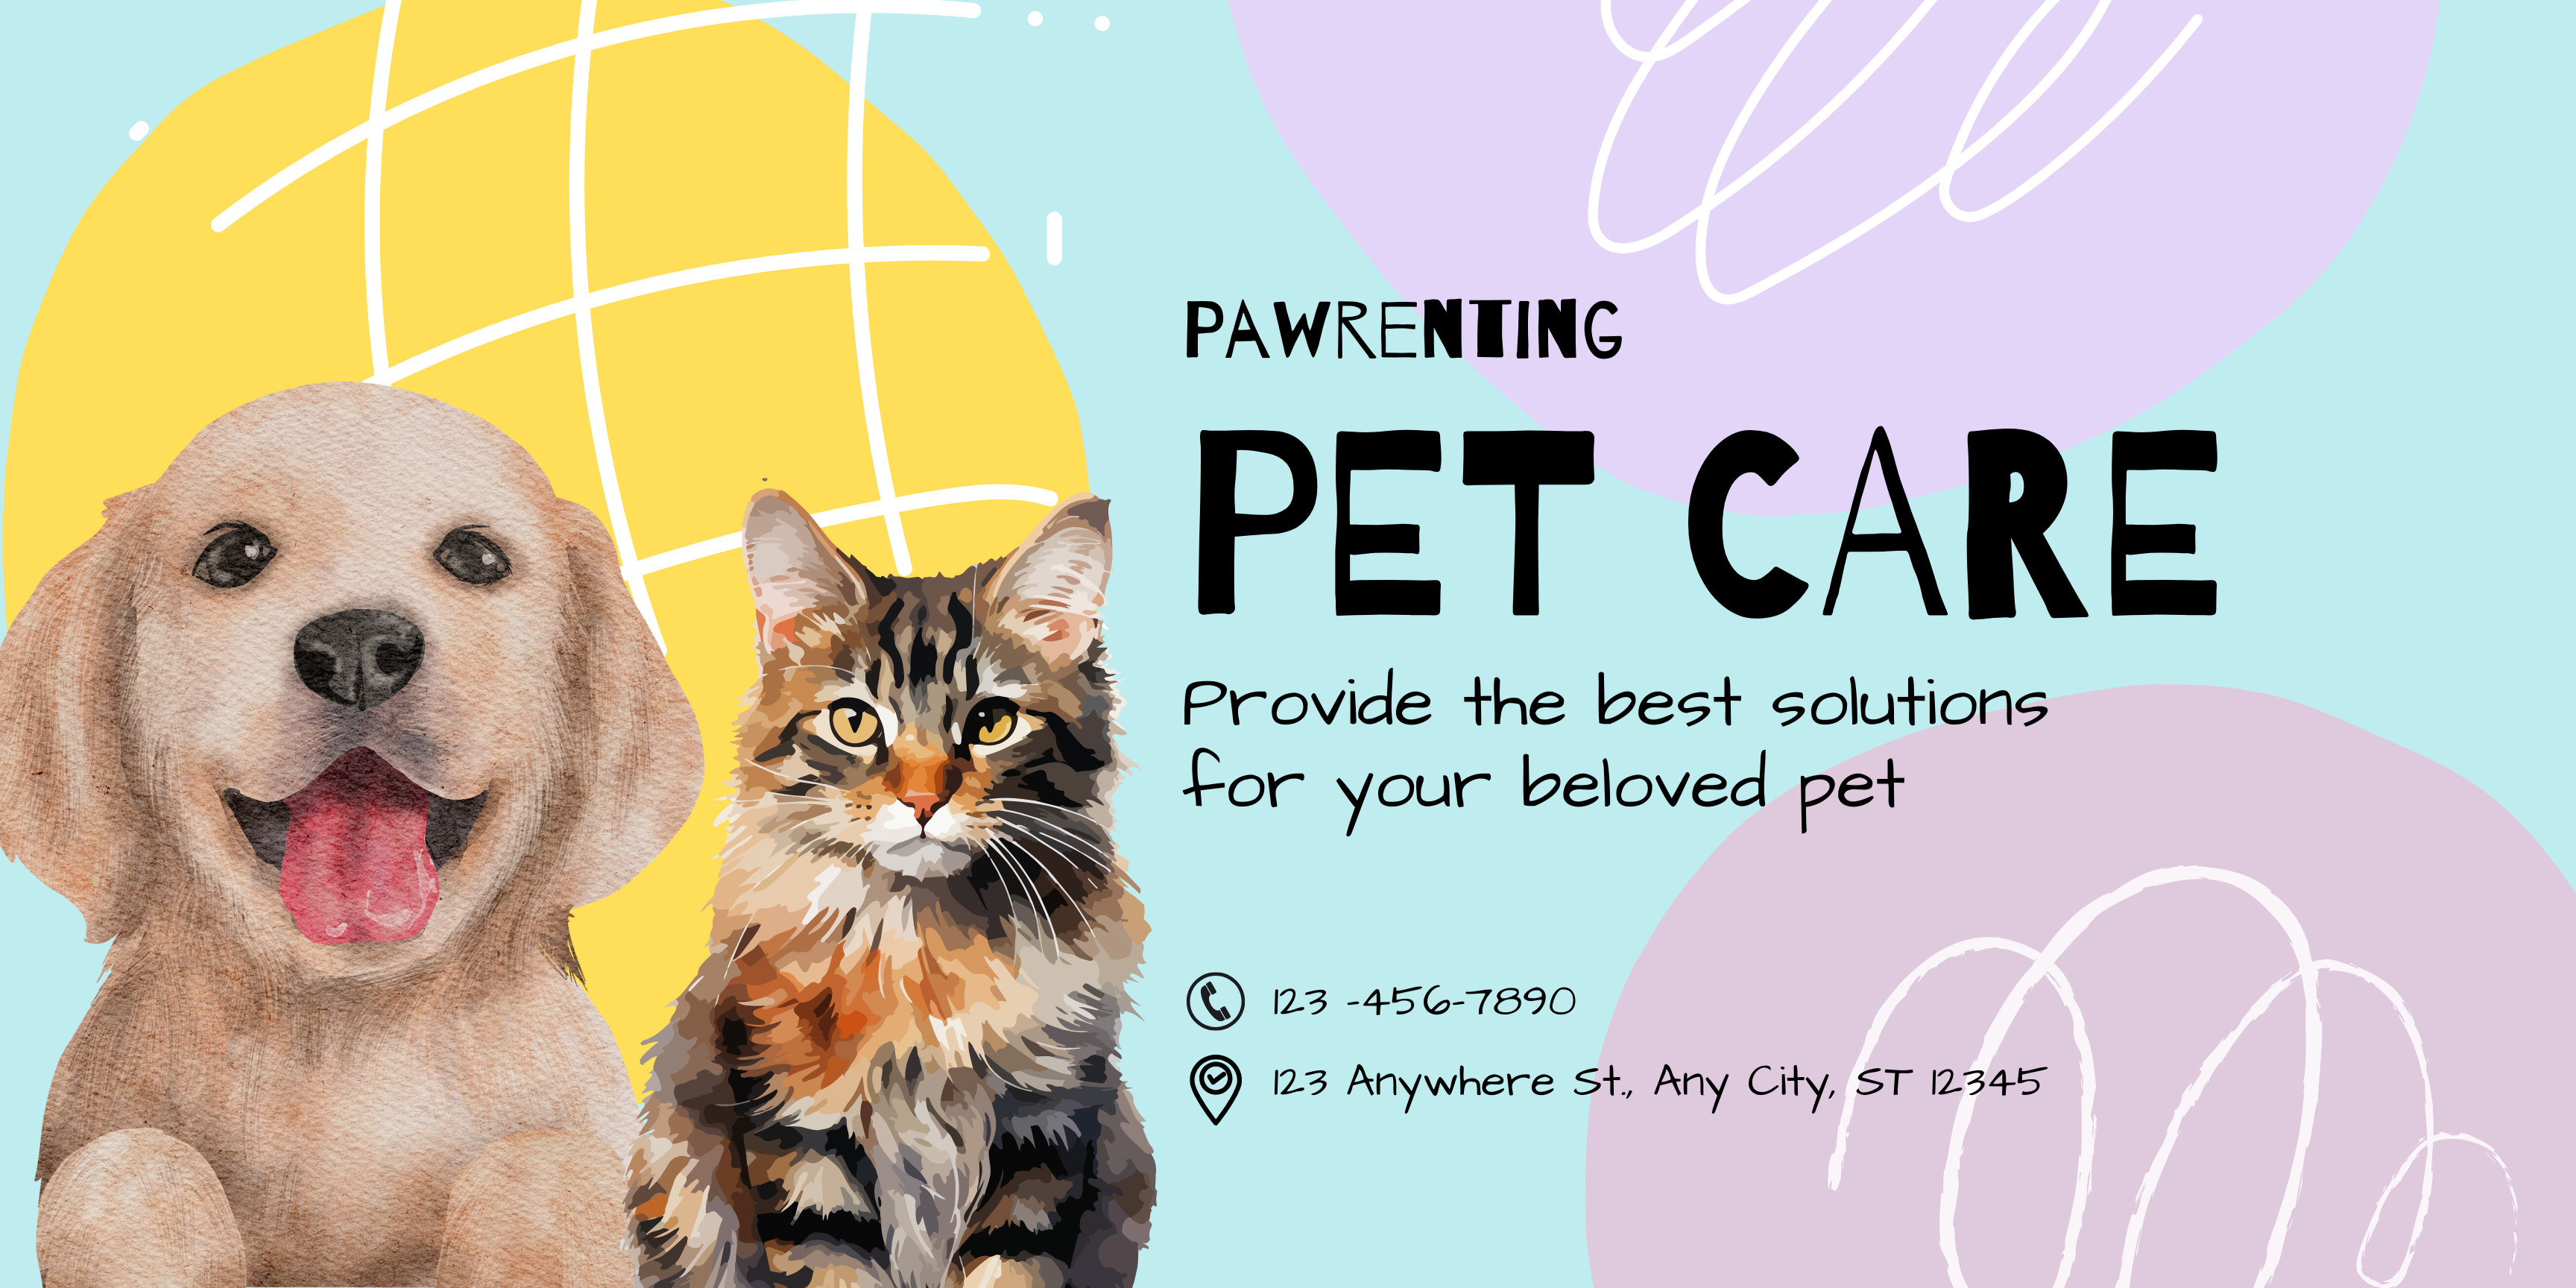 PAWRENTING
PET CARE
Provide the best solutions
for your beloved pet
123 -456-7890
123 Anywhere St., Any City, ST 12345